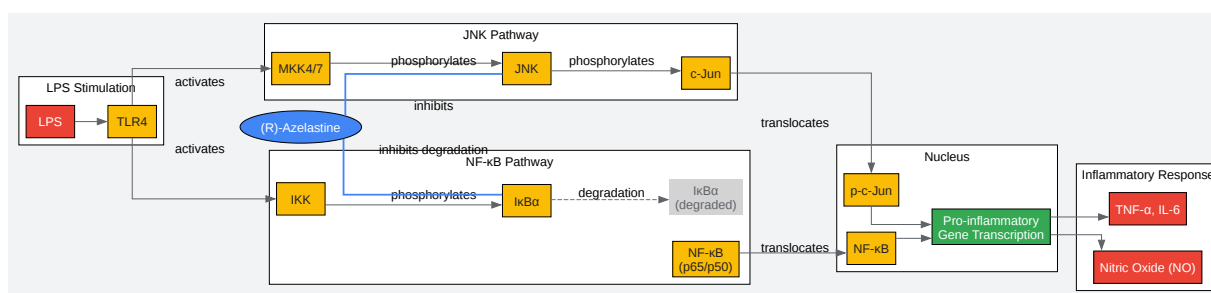 JNK Pathway
MKK4/7
phosphorylates
JNK
phosphorylates
c-Jun
activates
LPS Stimulation
LPS
TLR4
inhibits
(R)-Azelastine
translocates
activates
inhibits degradation
NF-κB Pathway
IKK
phosphorylates
IκBα
degradation
IκBα
(degraded)
NF-κB
(p65/p50)
translocates
Nucleus
p-c-Jun
NF-κB
Pro-inflammatory
Gene Transcription
Inflammatory Response
TNF-α, IL-6
Nitric Oxide (NO)